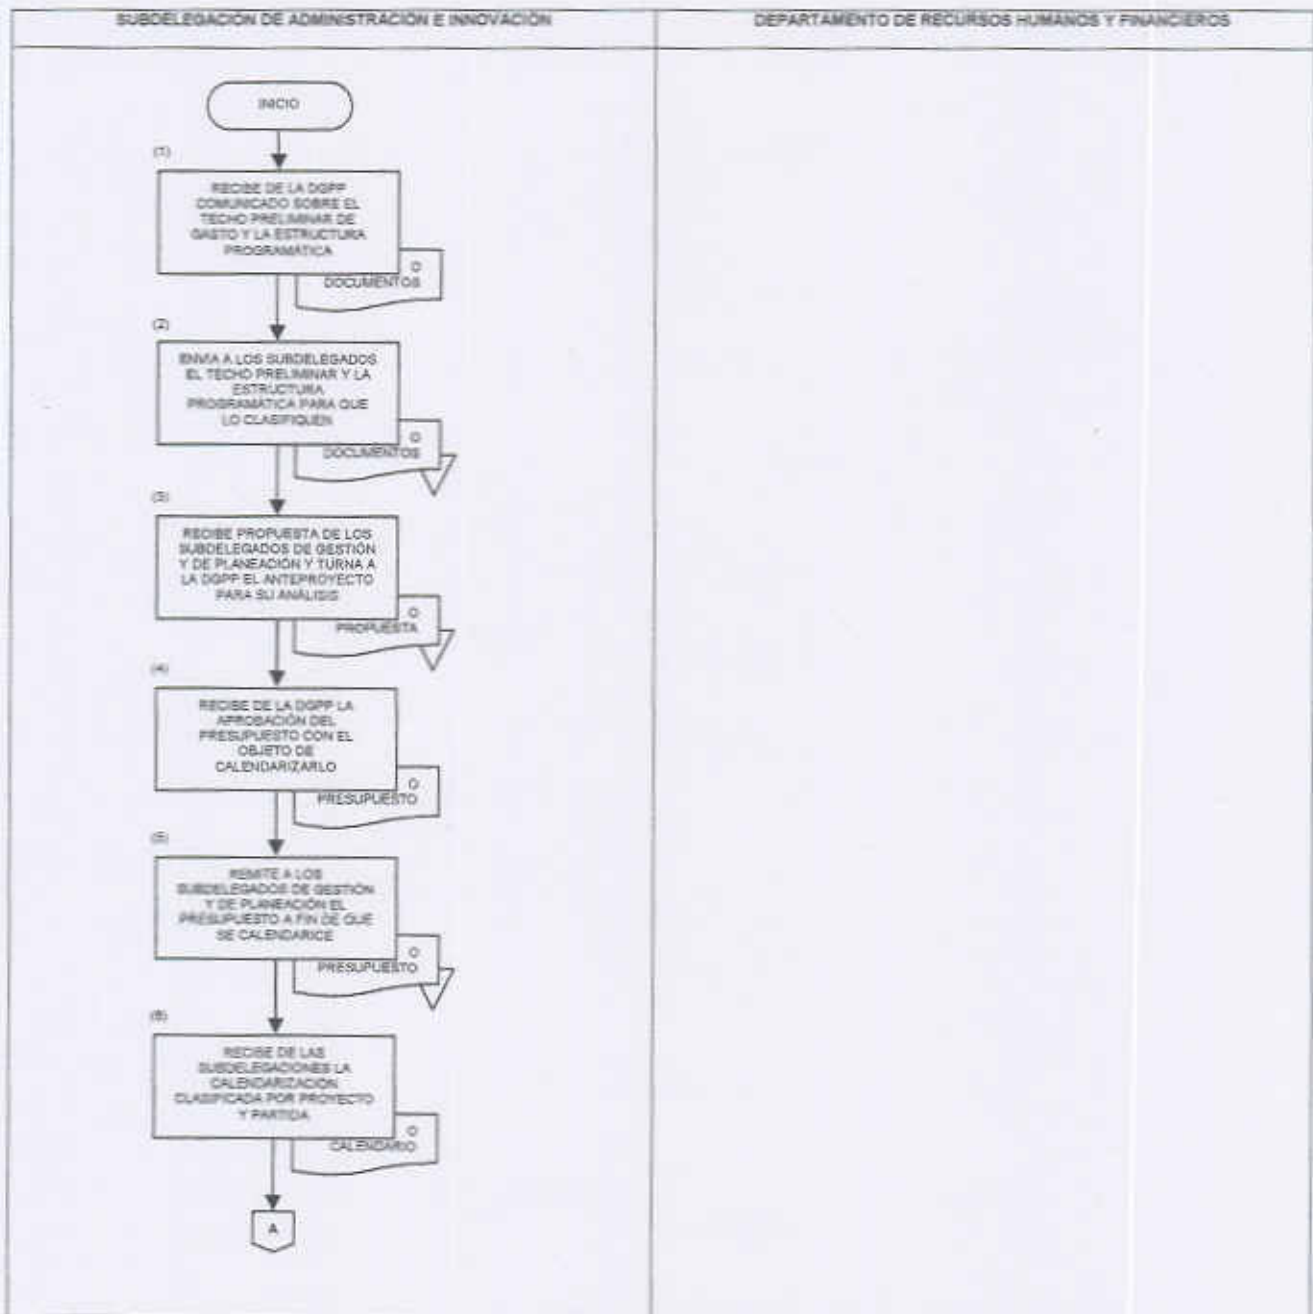 SUBDELEGACIÓN DE ADMINISTRACIÓN E INNOVACIÓN
DEPARTAMENTO DE RECURSOS HUMANOS Y FINANCIEROS
INICIO
(1)
RECIBE DE LA DGPP
COMUNICADO SOBRE EL
TECHO PRELIMINAR DE
GASTO Y LA ESTRUCTURA
PROGRAMÁTICA
O
DOCUMENTOS
(2)
ENVIA A LOS SUBDELEGADOS
EL TECHO PRELIMINAR Y LA
ESTRUCTURA
PROGRAMÁTICA PARA QUE
LO CLASIFIQUEN
O
DOCUMENTOS
(3)
RECIBE PROPUESTA DE LOS
SUBDELEGADOS DE GESTIÓN
Y DE PLANEACIÓN Y TURNA A
LA DGPP EL ANTEPROYECTO
PARA SU ANÁLISIS
O
PROPUESTA
(4)
RECIBE DE LA DGPP LA
APROBACIÓN DEL
PRESUPUESTO CON EL
OBJETO DE
CALENDARIZARLO
O
PRESUPUESTO
(5)
REMITE A LOS
SUBDELEGADOS DE GESTIÓN
Y DE PLANEACIÓN EL
PRESUPUESTO A FIN DE QUE
SE CALENDARICE
O
PRESUPUESTO
(6)
RECIBE DE LAS
SUBDELEGACIONES LA
CALENDARIZACIÓN
CLASIFICADA POR PROYECTO
Y PARTIDA
O
CALENDARIO
A